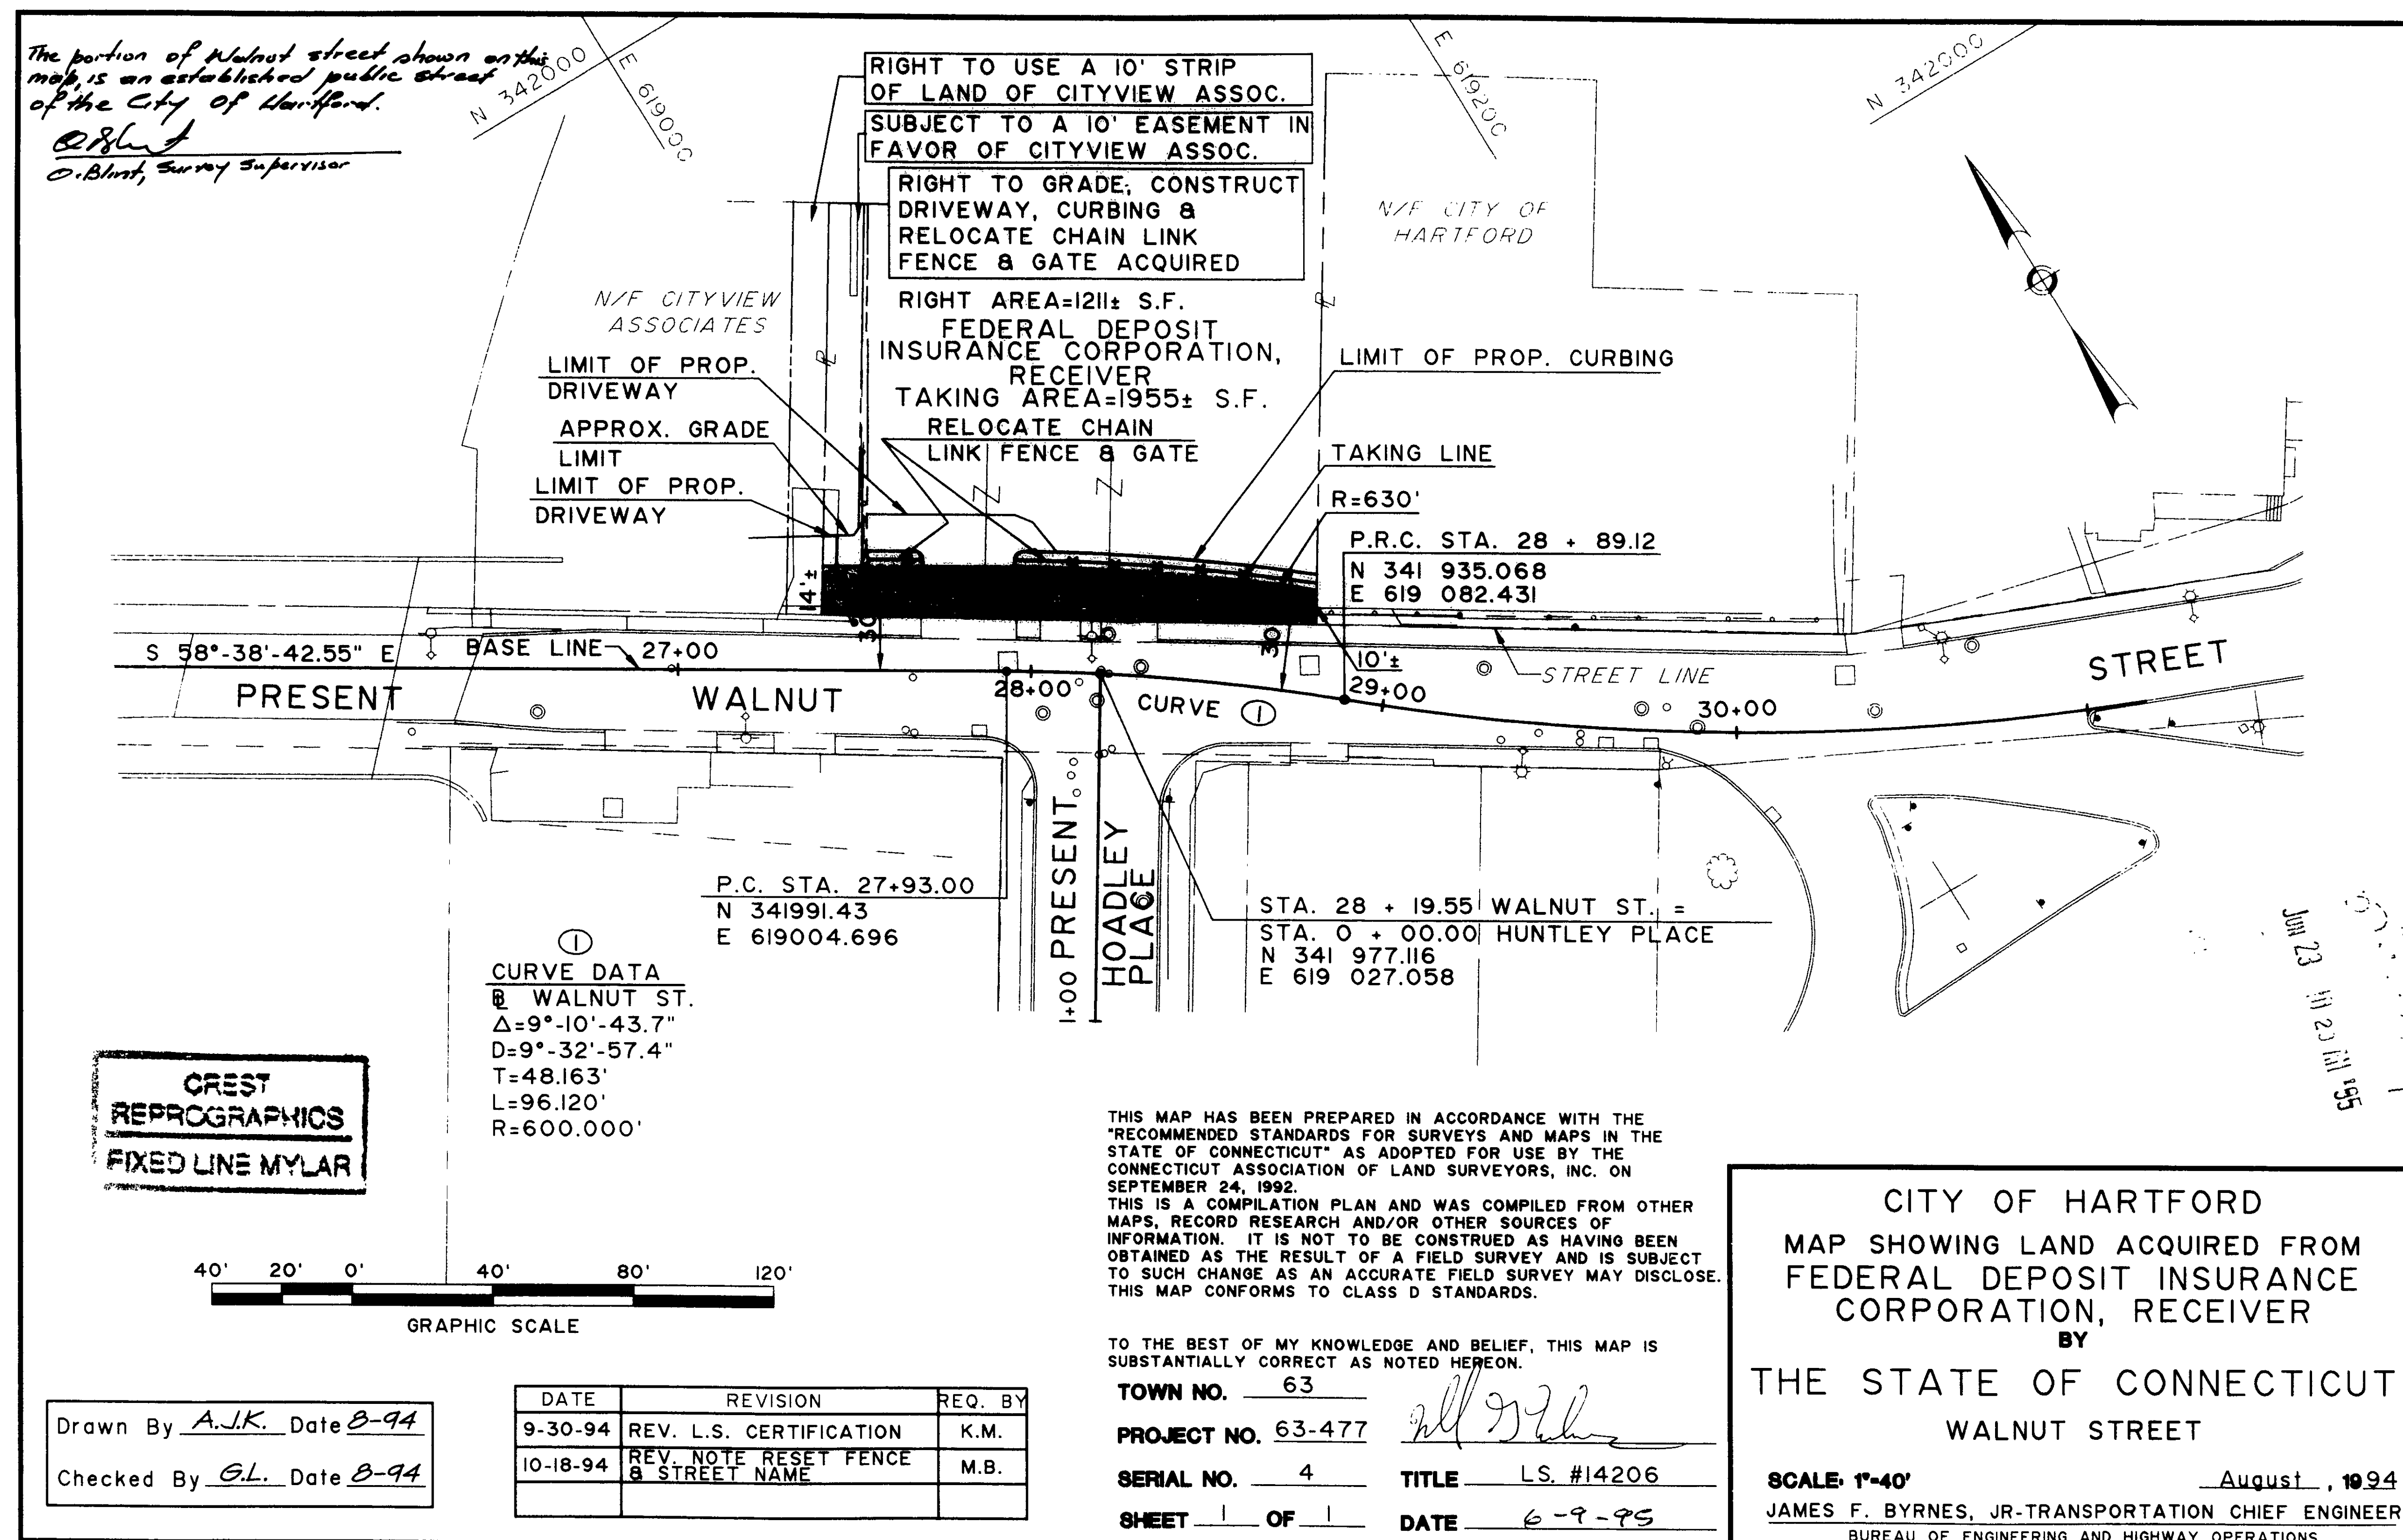 The portion of Walnut street shown on this
map, is an established public street
of the City Of Hartford.
O. Blint, Survey Supervisor
N 342000
E 619000
E 619200
N 342000
RIGHT TO USE A 10' STRIP
OF LAND OF CITYVIEW ASSOC.
SUBJECT TO A 10' EASEMENT IN
FAVOR OF CITYVIEW ASSOC.
RIGHT TO GRADE, CONSTRUCT
DRIVEWAY, CURBING &
RELOCATE CHAIN LINK
FENCE & GATE ACQUIRED
N/F CITY OF
HARTFORD
N/F CITYVIEW
ASSOCIATES
RIGHT AREA=1211± S.F.
FEDERAL DEPOSIT
INSURANCE CORPORATION,
RECEIVER
TAKING AREA=1955± S.F.
RELOCATE CHAIN
LINK FENCE & GATE
LIMIT OF PROP.
DRIVEWAY
APPROX. GRADE
LIMIT
LIMIT OF PROP.
DRIVEWAY
LIMIT OF PROP. CURBING
TAKING LINE
R=630'
P.R.C. STA. 28 + 89.12
N 341 935.068
E 619 082.431
14'±
30
30
10'±
S 58°-38'-42.55" E
BASE LINE
27+00
28+00
29+00
30+00
STREET LINE
PRESENT WALNUT STREET
CURVE 1
1+00 PRESENT
HOADLEY
PLACE
P.C. STA. 27+93.00
N 341991.43
E 619004.696
STA. 28 + 19.55 WALNUT ST. =
STA. 0 + 00.00 HUNTLEY PLACE
N 341 977.116
E 619 027.058
1
CURVE DATA
BL WALNUT ST.
Δ=9°-10'-43.7"
D=9°-32'-57.4"
T=48.163'
L=96.120'
R=600.000'
CREST
REPROGRAPHICS
FIXED LINE MYLAR
40' 20' 0' 40' 80' 120'
GRAPHIC SCALE
THIS MAP HAS BEEN PREPARED IN ACCORDANCE WITH THE
"RECOMMENDED STANDARDS FOR SURVEYS AND MAPS IN THE
STATE OF CONNECTICUT" AS ADOPTED FOR USE BY THE
CONNECTICUT ASSOCIATION OF LAND SURVEYORS, INC. ON
SEPTEMBER 24, 1992.
THIS IS A COMPILATION PLAN AND WAS COMPILED FROM OTHER
MAPS, RECORD RESEARCH AND/OR OTHER SOURCES OF
INFORMATION. IT IS NOT TO BE CONSTRUED AS HAVING BEEN
OBTAINED AS THE RESULT OF A FIELD SURVEY AND IS SUBJECT
TO SUCH CHANGE AS AN ACCURATE FIELD SURVEY MAY DISCLOSE.
THIS MAP CONFORMS TO CLASS D STANDARDS.
TO THE BEST OF MY KNOWLEDGE AND BELIEF, THIS MAP IS
SUBSTANTIALLY CORRECT AS NOTED HEREON.
TOWN NO. 63
PROJECT NO. 63-477
SERIAL NO. 4 TITLE LS. #14206
SHEET 1 OF 1 DATE 6-9-95
Drawn By A.J.K. Date 8-94
Checked By G.L. Date 8-94
DATE REVISION REQ. BY
9-30-94 REV. L.S. CERTIFICATION K.M.
10-18-94 REV. NOTE RESET FENCE
& STREET NAME M.B.
JUN 23 '95
CITY OF HARTFORD
MAP SHOWING LAND ACQUIRED FROM
FEDERAL DEPOSIT INSURANCE
CORPORATION, RECEIVER
BY
THE STATE OF CONNECTICUT
WALNUT STREET
SCALE: 1"=40' August, 1994
JAMES F. BYRNES, JR-TRANSPORTATION CHIEF ENGINEER
BUREAU OF ENGINEERING AND HIGHWAY OPERATIONS